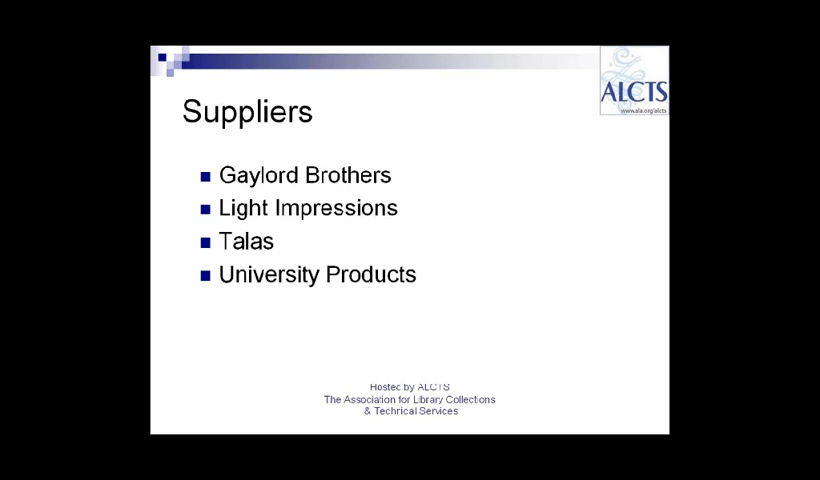 ALCTS
www.ala.org/alcts
Suppliers
Gaylord Brothers
Light Impressions
Talas
University Products
Hosted by ALCTS
The Association for Library Collections
& Technical Services